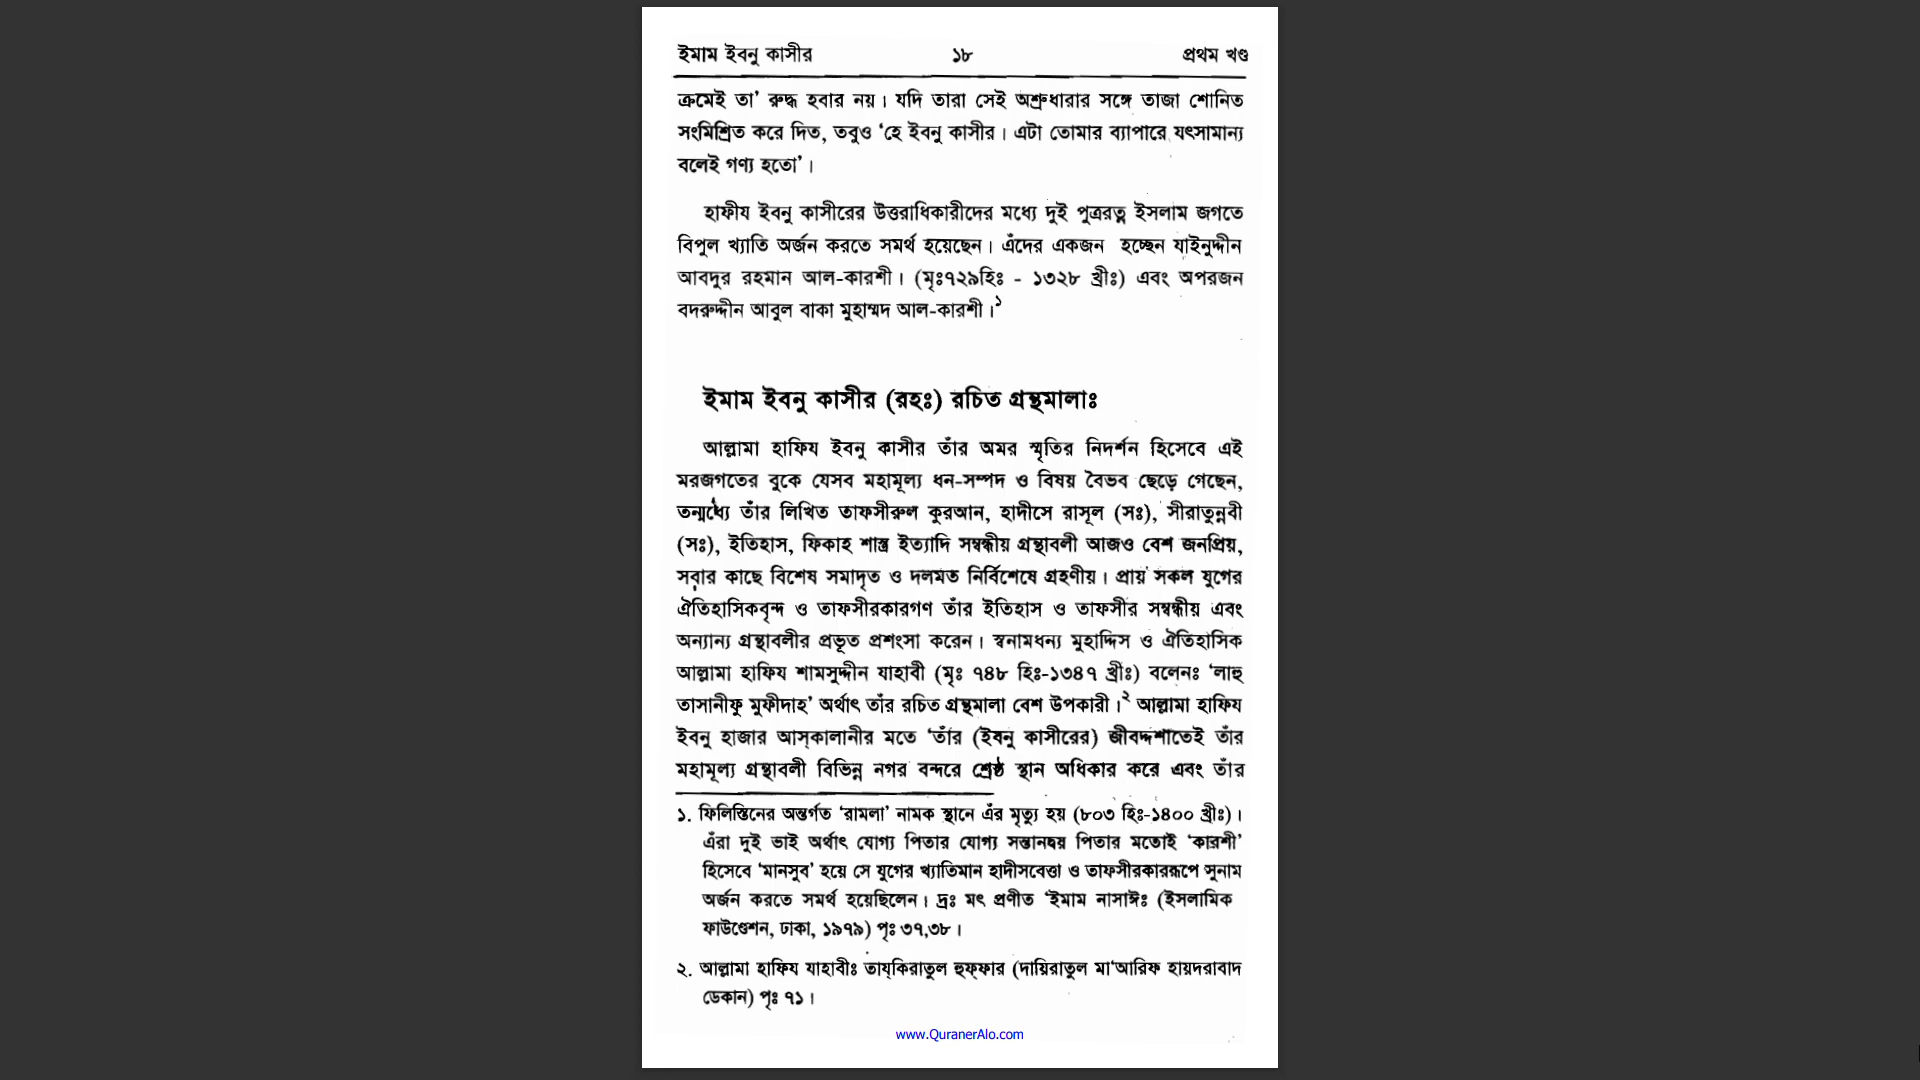 ইমাম ইবনু কাসীর ১৮ প্রথম খণ্ড
ক্রমেই তা’ রুদ্ধ হবার নয়। যদি তারা সেই অশ্রুধারার সঙ্গে তাজা শোনিত
সংমিশ্রিত করে দিত, তবুও ‘হে ইবনু কাসীর। এটা তোমার ব্যাপারে যৎসামান্য
বলেই গণ্য হতো’।
হাফীয ইবনু কাসীরের উত্তরাধিকারীদের মধ্যে দুই পুত্ররত্ন ইসলাম জগতে
বিপুল খ্যাতি অর্জন করতে সমর্থ হয়েছেন। এঁদের একজন হচ্ছেন যাইনুদ্দীন
আবদুর রহমান আল-কারশী। (মৃঃ৭২৯হিঃ - ১৩২৮ খ্রীঃ) এবং অপরজন
বদরুদ্দীন আবুল বাকা মুহাম্মদ আল-কারশী।১
ইমাম ইবনু কাসীর (রহঃ) রচিত গ্রন্থমালাঃ
আল্লামা হাফিয ইবনু কাসীর তাঁর অমর স্মৃতির নিদর্শন হিসেবে এই
মরজগতের বুকে যেসব মহামূল্য ধন-সম্পদ ও বিষয় বৈভব ছেড়ে গেছেন,
তন্মধ্যে তাঁর লিখিত তাফসীরুল কুরআন, হাদীসে রাসূল (সঃ), সীরাতুন্নবী
(সঃ), ইতিহাস, ফিকাহ শাস্ত্র ইত্যাদি সম্বন্ধীয় গ্রন্থাবলী আজও বেশ জনপ্রিয়,
সবার কাছে বিশেষ সমাদৃত ও দলমত নির্বিশেষে গ্রহণীয়। প্রায় সকল যুগের
ঐতিহাসিকবৃন্দ ও তাফসীরকারগণ তাঁর ইতিহাস ও তাফসীর সম্বন্ধীয় এবং
অন্যান্য গ্রন্থাবলীর প্রভূত প্রশংসা করেন। স্বনামধন্য মুহাদ্দিস ও ঐতিহাসিক
আল্লামা হাফিয শামসুদ্দীন যাহাবী (মৃঃ ৭৪৮ হিঃ-১৩৪৭ খ্রীঃ) বলেনঃ ‘লাহু
তাসানীফু মুফীদাহ’ অর্থাৎ তাঁর রচিত গ্রন্থমালা বেশ উপকারী।২ আল্লামা হাফিয
ইবনু হাজার আস্‌কালানীর মতে ‘তাঁর (ইবনু কাসীরের) জীবদ্দশাতেই তাঁর
মহামূল্য গ্রন্থাবলী বিভিন্ন নগর বন্দরে শ্রেষ্ঠ স্থান অধিকার করে এবং তাঁর
১. ফিলিস্তিনের অন্তর্গত ‘রামলা’ নামক স্থানে এঁর মৃত্যু হয় (৮০৩ হিঃ-১৪০০ খ্রীঃ)।
এঁরা দুই ভাই অর্থাৎ যোগ্য পিতার যোগ্য সন্তানদ্বয় পিতার মতোই ‘কারশী’
হিসেবে ‘মানসুব’ হয়ে সে যুগের খ্যাতিমান হাদীসবেত্তা ও তাফসীরকাররূপে সুনাম
অর্জন করতে সমর্থ হয়েছিলেন। দ্রঃ মৎ প্রণীত ‘ইমাম নাসাঈঃ (ইসলামিক
ফাউণ্ডেশন, ঢাকা, ১৯৭৯) পৃঃ ৩৭,৩৮।
২. আল্লামা হাফিয যাহাবীঃ তায্‌কিরাতুল হুফ্‌ফার (দায়িরাতুল মা‘আরিফ হায়দরাবাদ
ডেকান) পৃঃ ৭১।
www.QuranerAlo.com